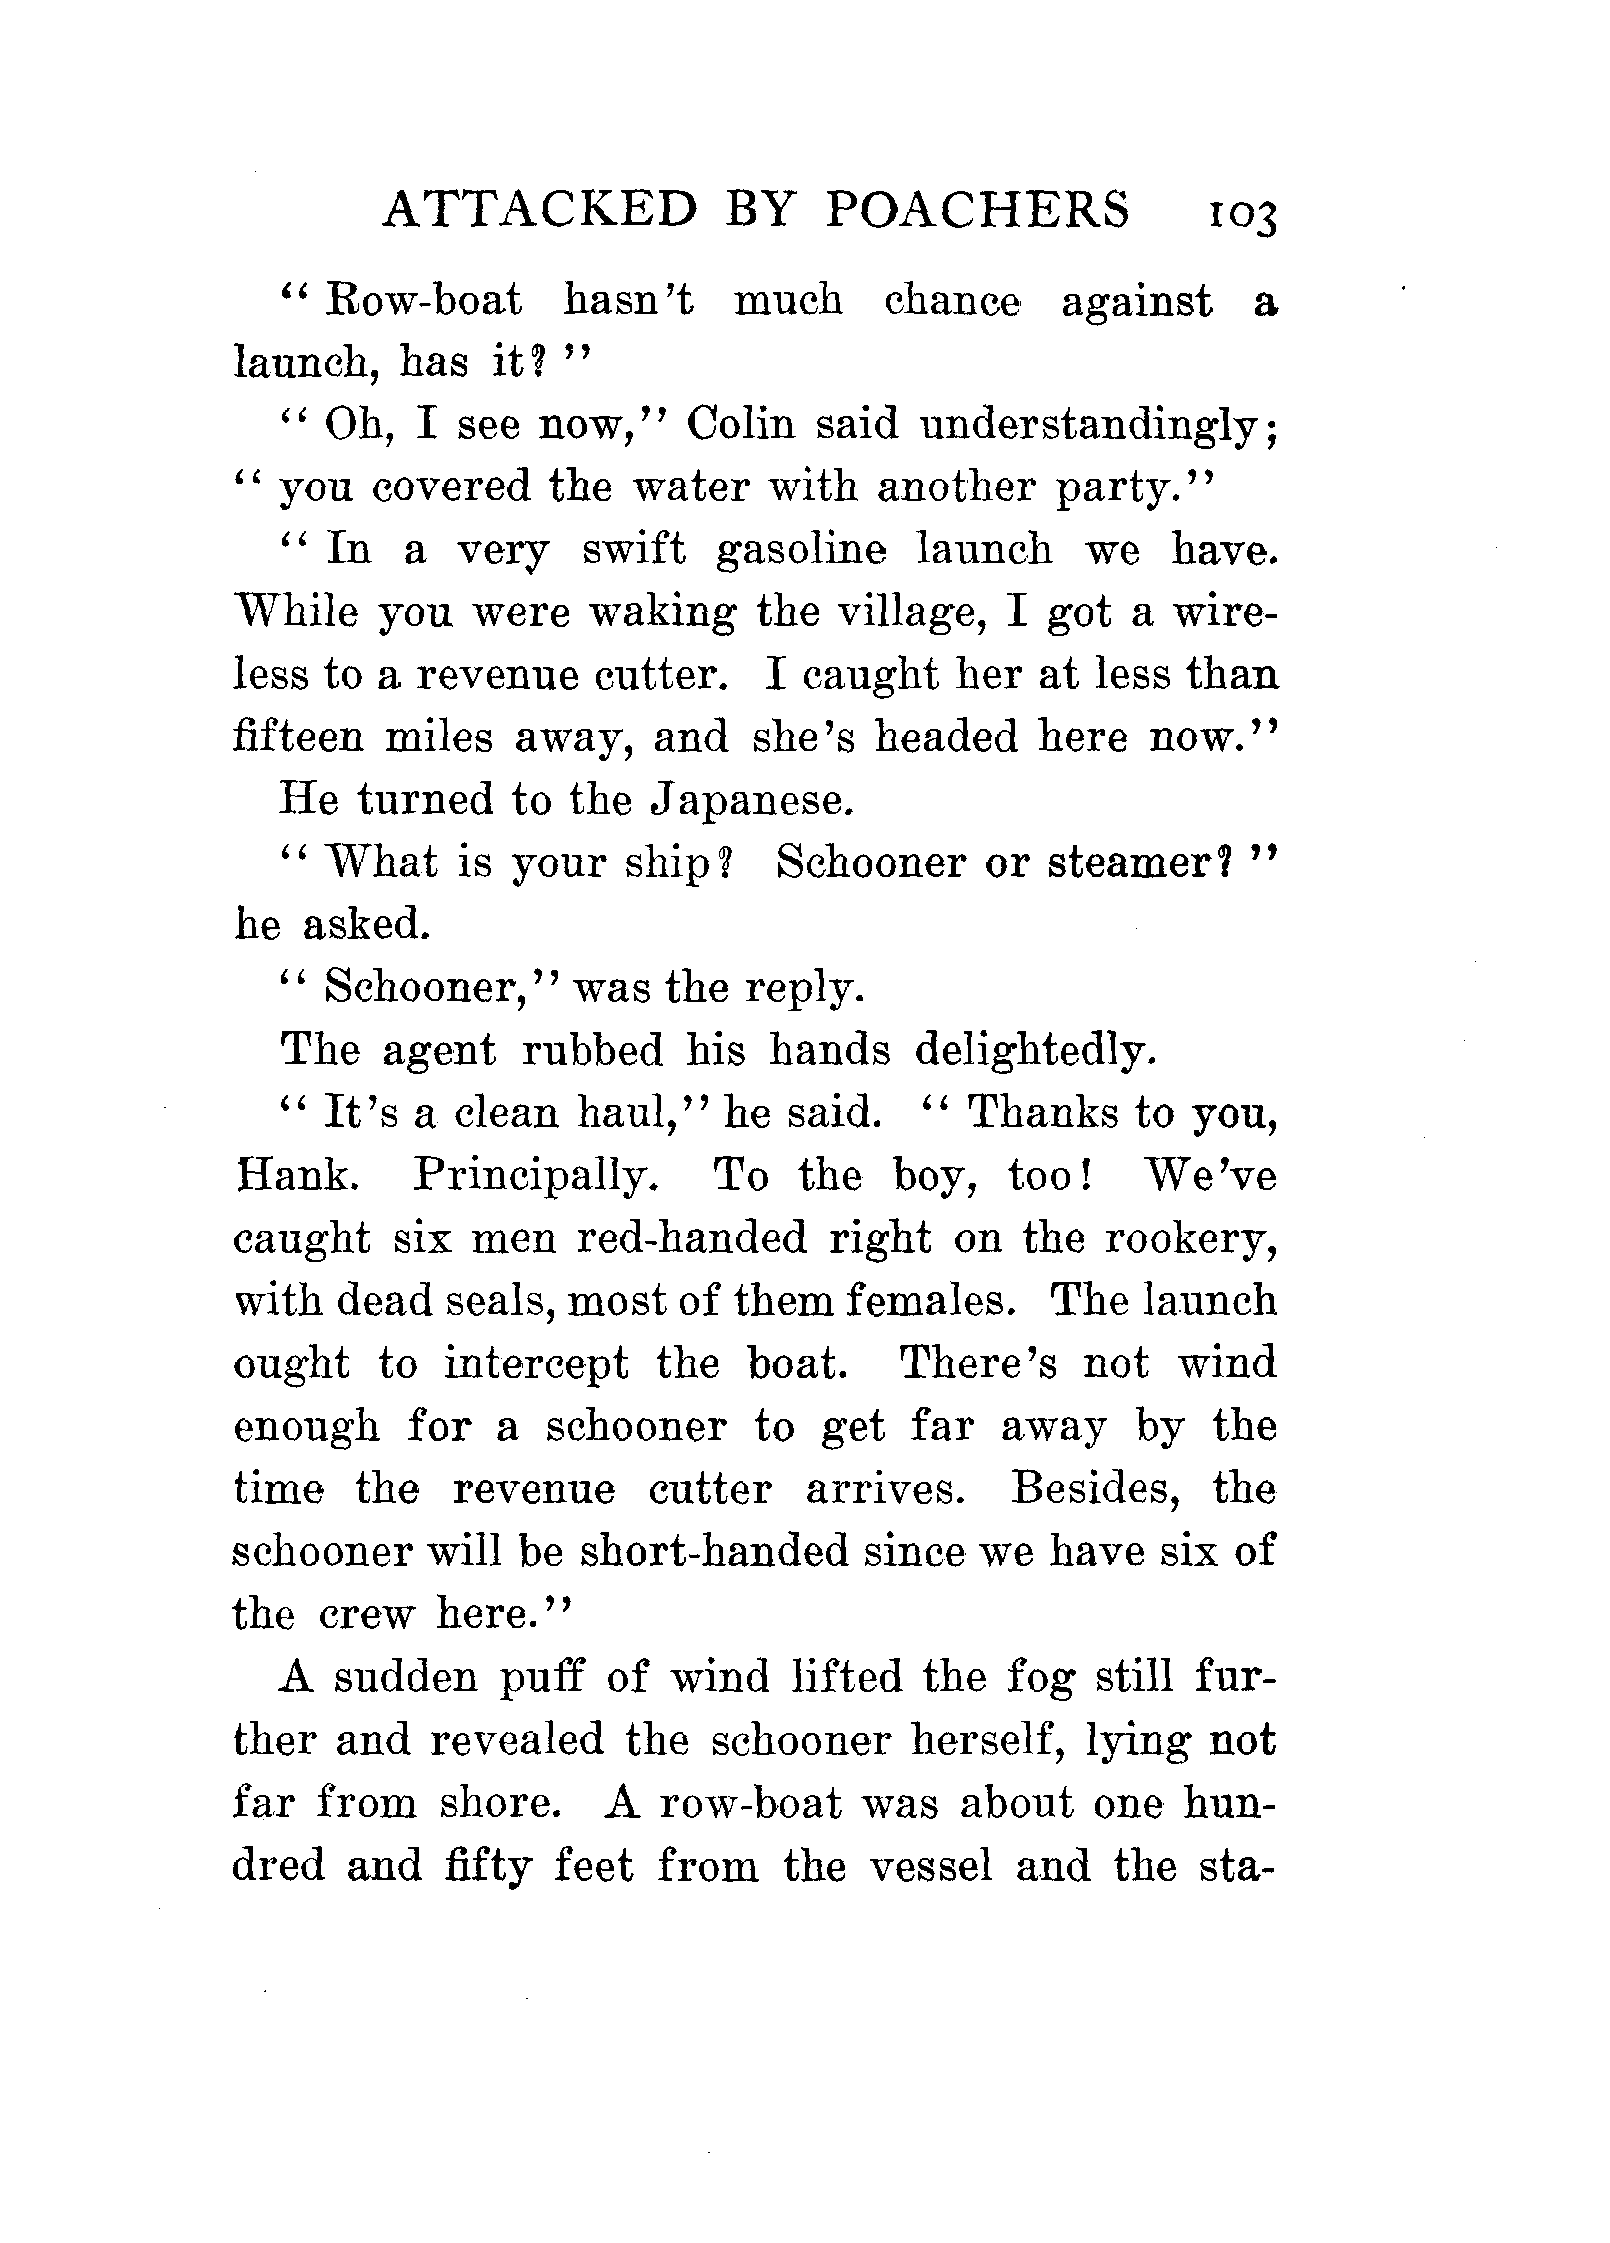 ATTACKED BY POACHERS 103
“ Row-boat hasn’t much chance against a
launch, has it? ”
“ Oh, I see now,” Colin said understandingly;
“ you covered the water with another party.”
“ In a very swift gasoline launch we have.
While you were waking the village, I got a wire-
less to a revenue cutter. I caught her at less than
fifteen miles away, and she’s headed here now.”
He turned to the Japanese.
“ What is your ship? Schooner or steamer? ”
he asked.
“ Schooner,” was the reply.
The agent rubbed his hands delightedly.
“ It’s a clean haul,” he said. “ Thanks to you,
Hank. Principally. To the boy, too! We’ve
caught six men red-handed right on the rookery,
with dead seals, most of them females. The launch
ought to intercept the boat. There’s not wind
enough for a schooner to get far away by the
time the revenue cutter arrives. Besides, the
schooner will be short-handed since we have six of
the crew here.”
A sudden puff of wind lifted the fog still fur-
ther and revealed the schooner herself, lying not
far from shore. A row-boat was about one hun-
dred and fifty feet from the vessel and the sta-